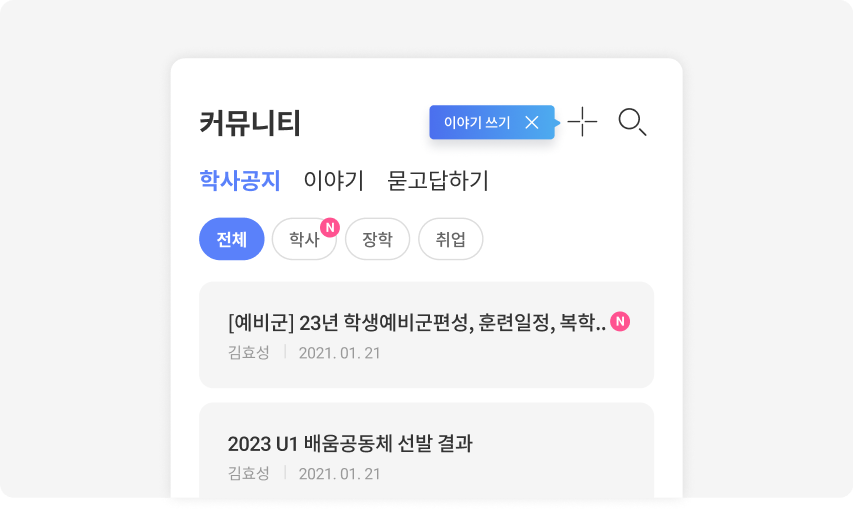 커뮤니티 이야기 쓰기
학사공지 이야기 묻고답하기
전체 학사 N 장학 취업
[예비군] 23년 학생예비군편성, 훈련일정, 복학.. N
김효성 2021. 01. 21
2023 U1 배움공동체 선발 결과
김효성 2021. 01. 21